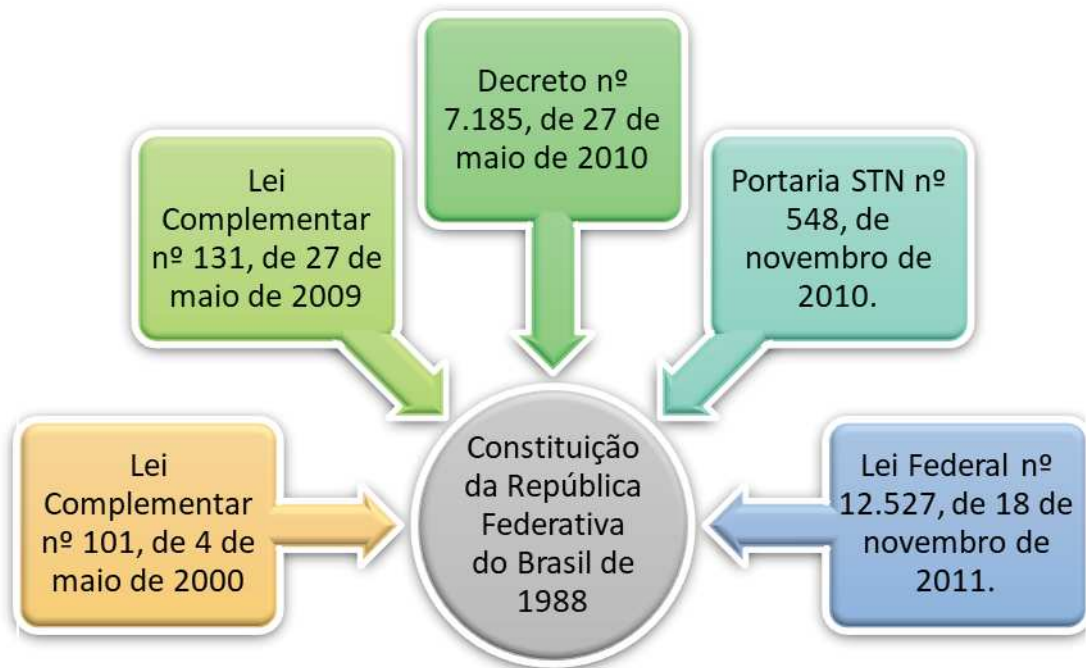 Decreto nº
7.185, de 27 de
maio de 2010
Lei
Complementar
nº 131, de 27 de
maio de 2009
Portaria STN nº
548, de
novembro de
2010.
Lei
Complementar
nº 101, de 4 de
maio de 2000
Constituição
da República
Federativa
do Brasil de
1988
Lei Federal nº
12.527, de 18 de
novembro de
2011.